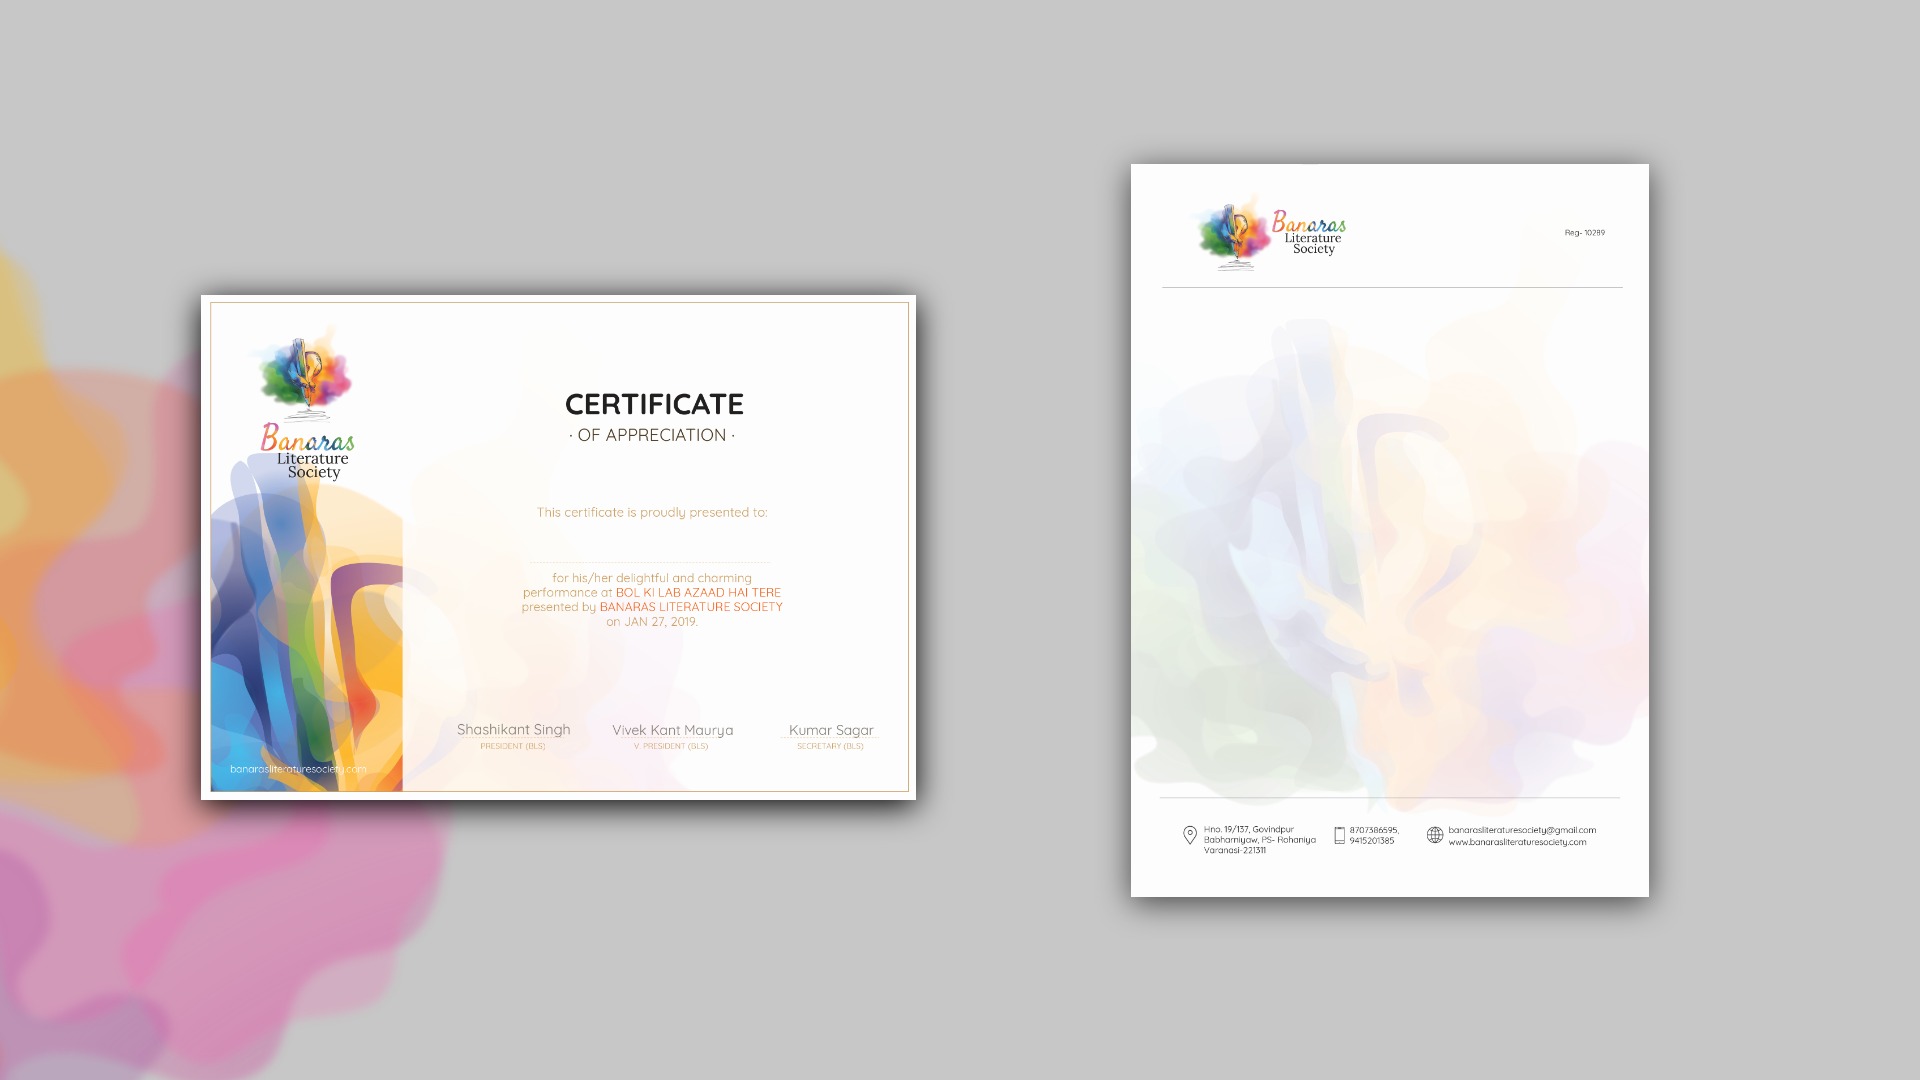 Banaras
Literature
Society
CERTIFICATE
· OF APPRECIATION ·
This certificate is proudly presented to:
for his/her delightful and charming
performance at BOL KI LAB AZAAD HAI TERE
presented by BANARAS LITERATURE SOCIETY
on JAN 27, 2019.
Shashikant Singh
PRESIDENT (BLS)
Vivek Kant Maurya
V. PRESIDENT (BLS)
Kumar Sagar
SECRETARY (BLS)
banarasliteraturesociety.com
Banaras
Literature
Society
Reg- 10289
Hno. 19/137, Govindpur
Babharniyaw, PS- Rohaniya
Varanasi-221311
8707386595,
9415201385
banarasliteraturesociety@gmail.com
www.banarasliteraturesociety.com